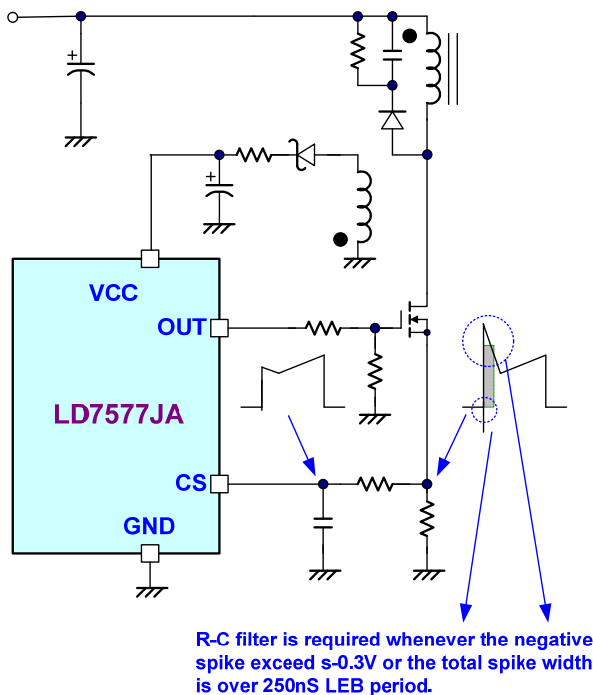 VCC
OUT
LD7577JA
CS
GND
R-C filter is required whenever the negative
spike exceed s-0.3V or the total spike width
is over 250nS LEB period.